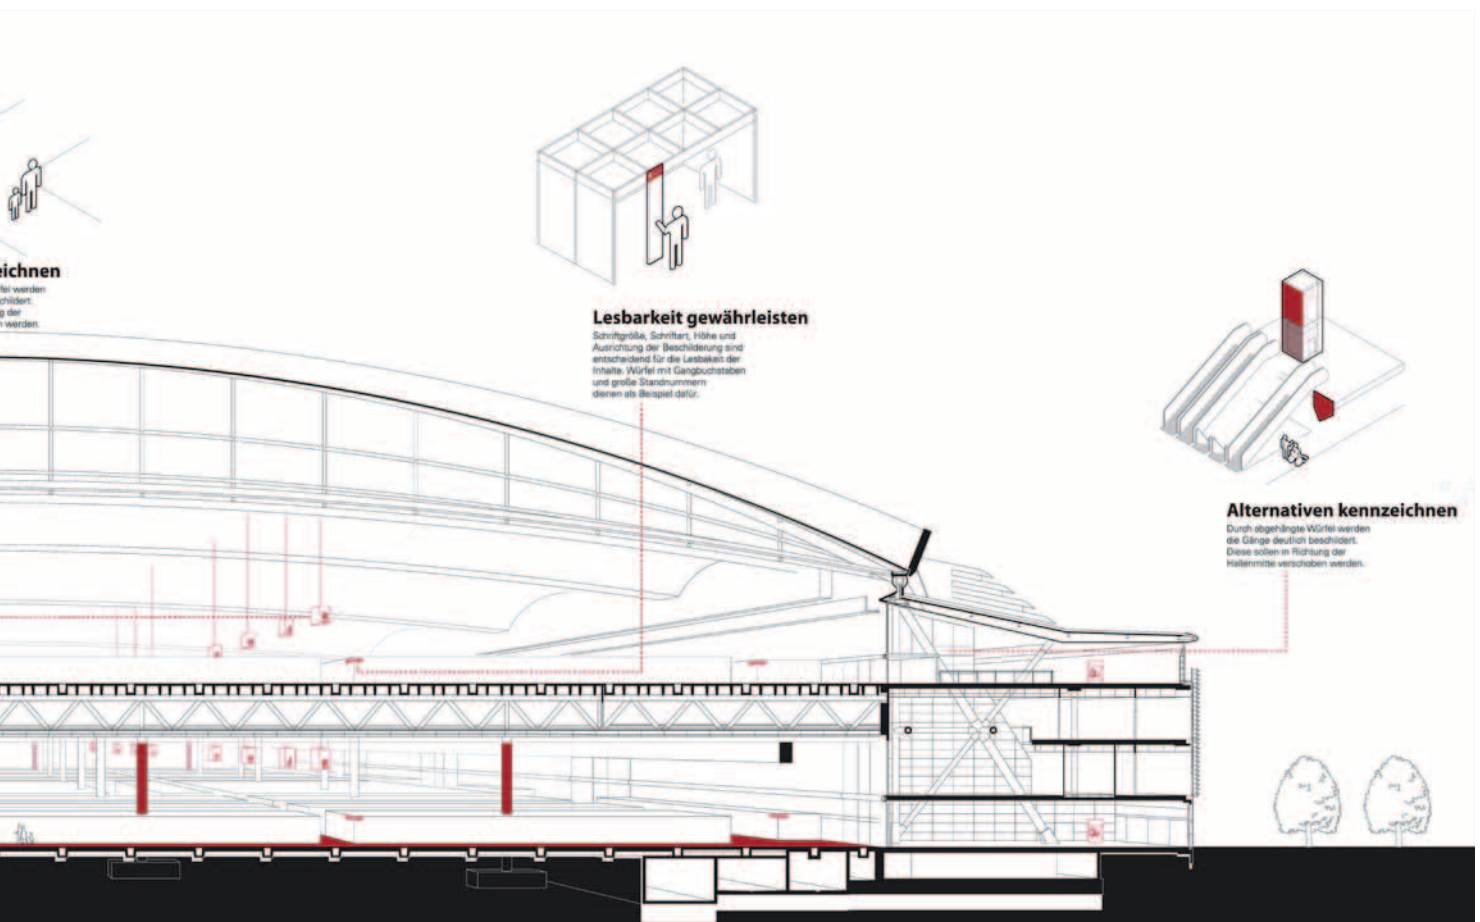 eichnen
fel werden
childert.
g der
n werden.
Lesbarkeit gewährleisten
Schriftgröße, Schriftart, Höhe und
Ausrichtung der Beschilderung sind
entscheidend für die Lesbakeit der
Inhalte. Würfel mit Gangbuchstaben
und große Standnummern
dienen als Beispiel dafür.
Alternativen kennzeichnen
Durch abgehängte Würfel werden
die Gänge deutlich beschildert.
Diese sollen in Richtung der
Hallenmitte verschoben werden.